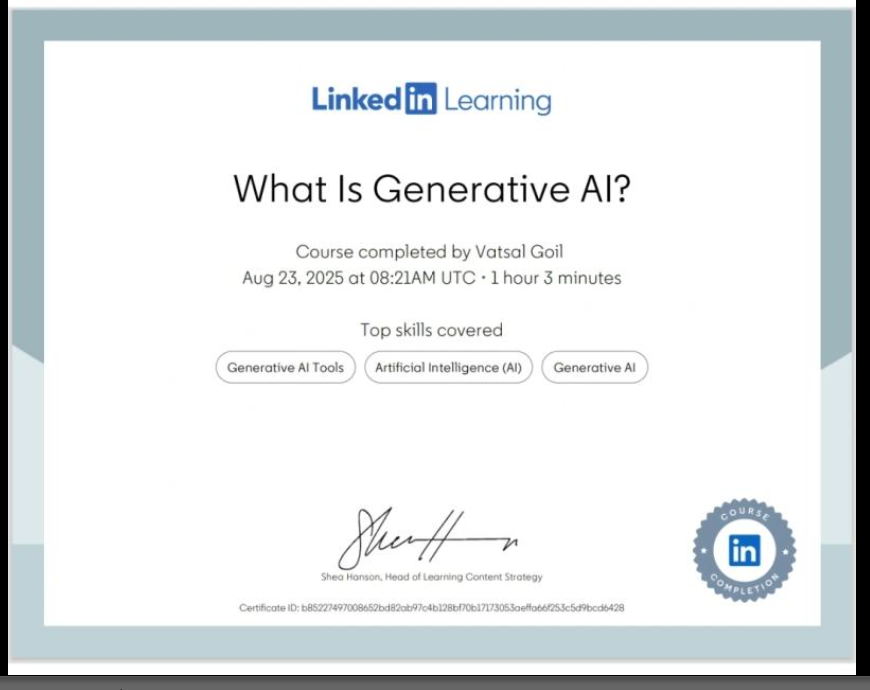 Linked in Learning
What Is Generative AI?
Course completed by Vatsal Goil
Aug 23, 2025 at 08:21AM UTC • 1 hour 3 minutes
Top skills covered
Generative AI Tools Artificial Intelligence (AI) Generative AI
Shea Hanson, Head of Learning Content Strategy
Certificate ID: b85227497008652bd82ab97c4b128bf70b17173053aeffa66f253c5d9bcd6428
COURSE
in
COMPLETION